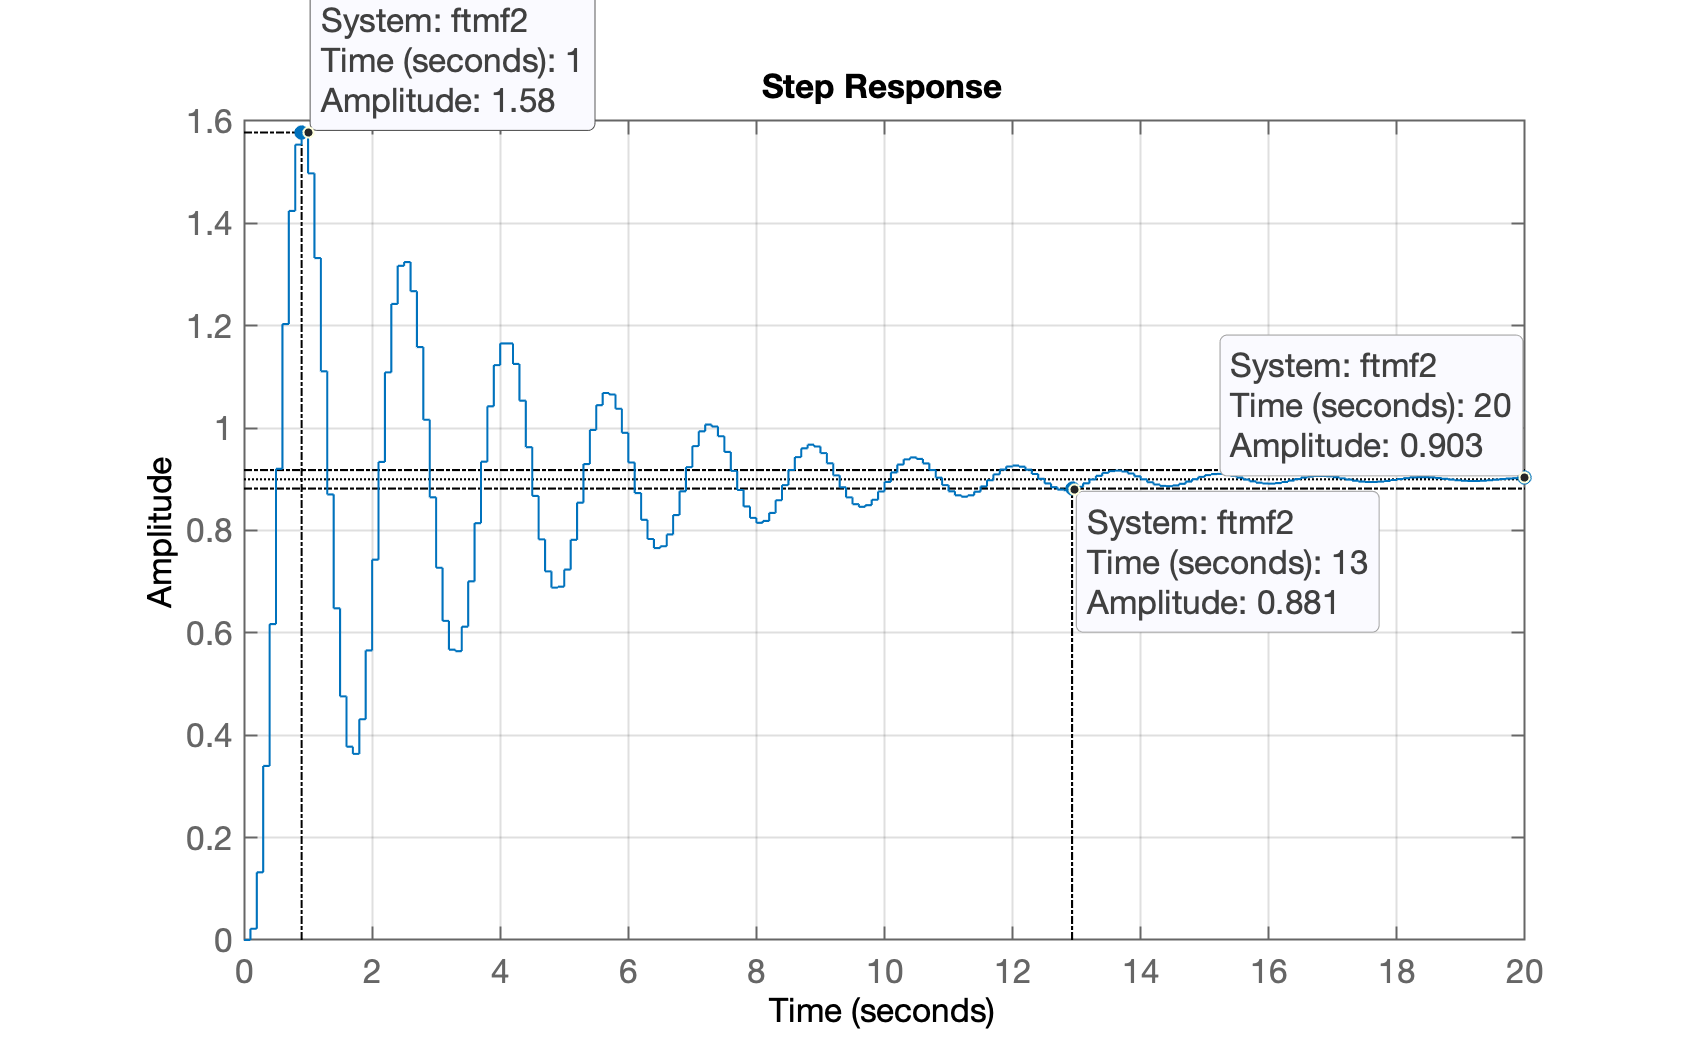 System: ftmf2
Time (seconds): 1
Amplitude: 1.58
Step Response
1.6
1.4
1.2
1
0.8
0.6
0.4
0.2
0
Amplitude
System: ftmf2
Time (seconds): 20
Amplitude: 0.903
System: ftmf2
Time (seconds): 13
Amplitude: 0.881
0 2 4 6 8 10 12 14 16 18 20
Time (seconds)